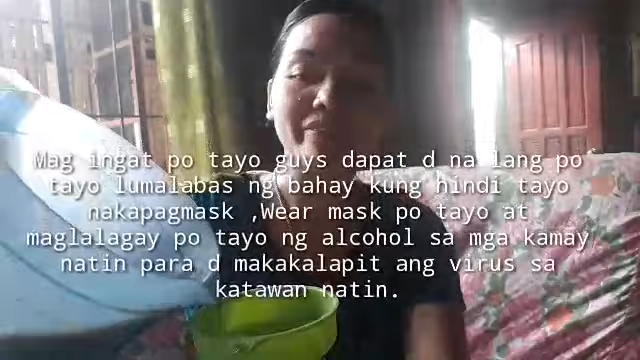 Mag ingat po tayo guys dapat d na lang po
tayo lumalabas ng bahay kung hindi tayo
nakapagmask ,Wear mask po tayo at
maglalagay po tayo ng alcohol sa mga kamay
natin para d makakalapit ang virus sa
katawan natin.